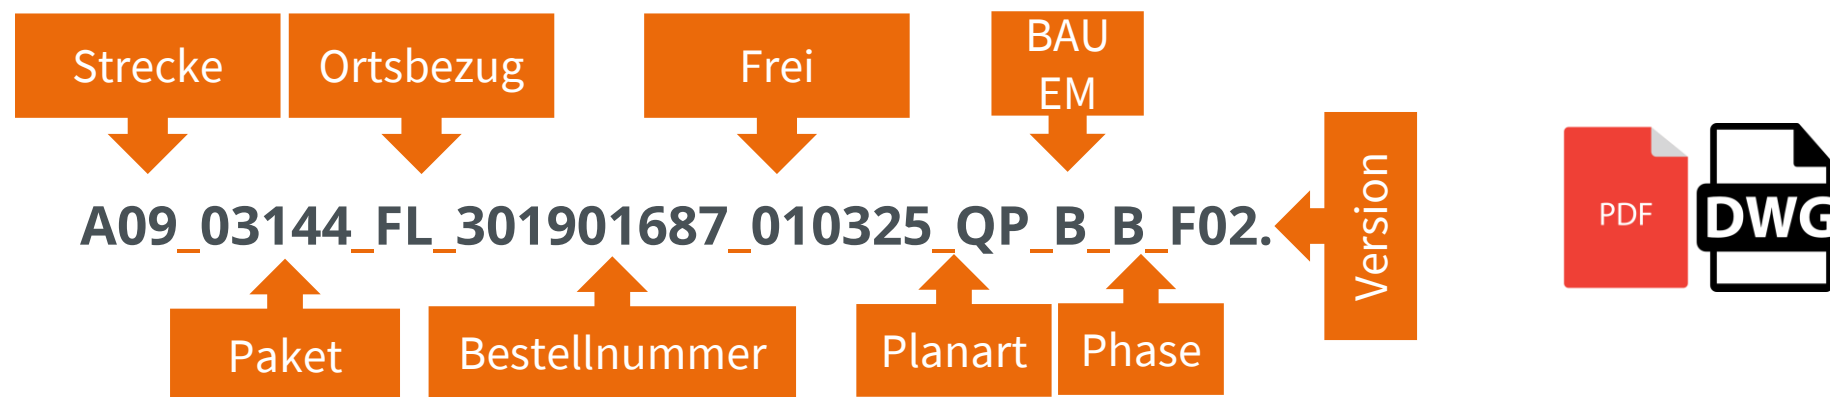 Strecke
Ortsbezug
Frei
BAU
EM
Version
A09_03144_FL_301901687_010325_QP_B_B_F02.
PDF
DWG
Paket
Bestellnummer
Planart
Phase